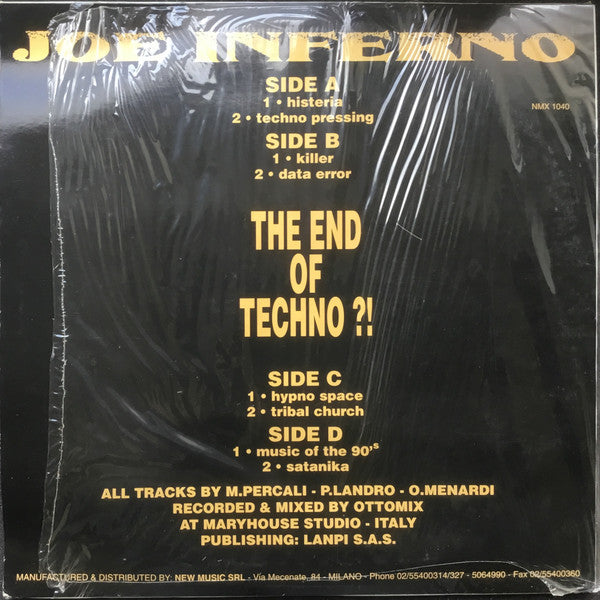 JOE INFERNO
SIDE A
1 • histeria
NMX 1040
2 • techno pressing
SIDE B
1 • killer
2 • data error
THE END
OF
TECHNO ?!
SIDE C
1 • hypno space
2 • tribal church
SIDE D
1 • music of the 90's
2 • satanika
ALL TRACKS BY M.PERCALI - P.LANDRO - O.MENARDI
RECORDED & MIXED BY OTTOMIX
AT MARYHOUSE STUDIO - ITALY
PUBLISHING: LANPI S.A.S.
MANUFACTURED & DISTRIBUTED BY: NEW MUSIC SRL - Via Mecenate, 84 - MILANO - Phone 02/55400314/327 - 5064990 - Fax 02/55400360